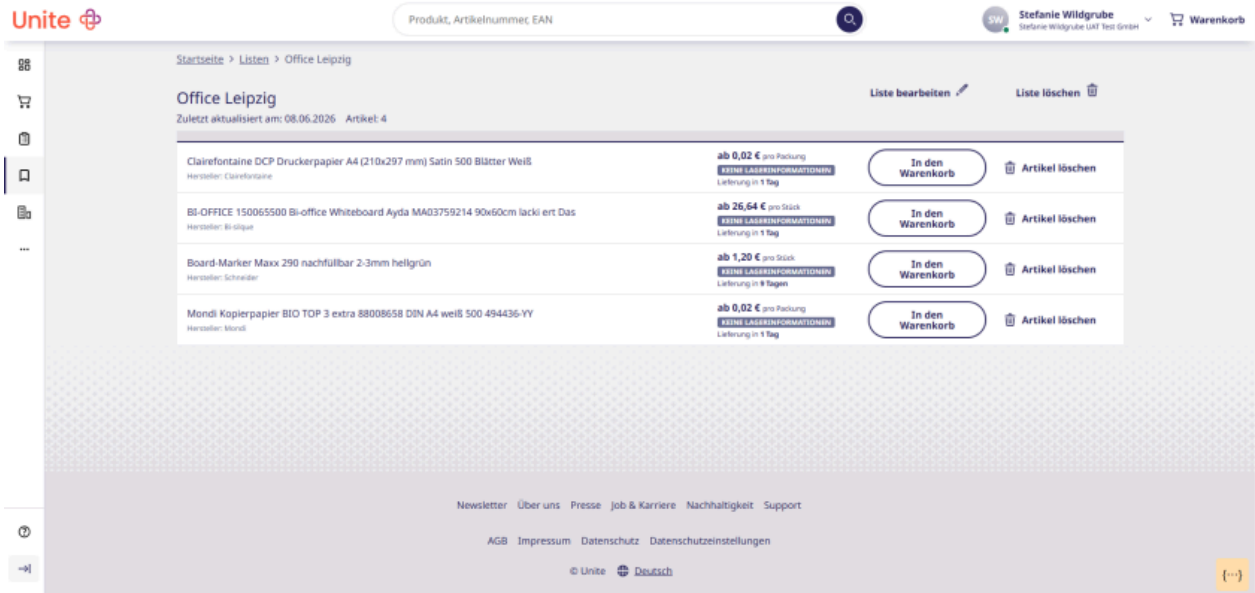 Unite
Produkt, Artikelnummer, EAN
SW
Stefanie Wildgrube
Stefanie Wildgrube UAT Test GmbH
Warenkorb
Startseite > Listen > Office Leipzig
Office Leipzig
Liste bearbeiten
Liste löschen
Zuletzt aktualisiert am: 08.06.2026 Artikel: 4
Clairefontaine DCP Druckerpapier A4 (210x297 mm) Satin 500 Blätter Weiß
Hersteller: Clairefontaine
ab 0,02 € pro Packung
KEINE LAGERINFORMATIONEN
Lieferung in 1 Tag
In den
Warenkorb
Artikel löschen
BI-OFFICE 150065500 Bi-office Whiteboard Ayda MA03759214 90x60cm lacki ert Das
Hersteller: Bi-silque
ab 26,64 € pro Stück
KEINE LAGERINFORMATIONEN
Lieferung in 1 Tag
In den
Warenkorb
Artikel löschen
Board-Marker Maxx 290 nachfüllbar 2-3mm hellgrün
Hersteller: Schneider
ab 1,20 € pro Stück
KEINE LAGERINFORMATIONEN
Lieferung in 9 Tagen
In den
Warenkorb
Artikel löschen
Mondi Kopierpapier BIO TOP 3 extra 88008658 DIN A4 weiß 500 494436-YY
Hersteller: Mondi
ab 0,02 € pro Packung
KEINE LAGERINFORMATIONEN
Lieferung in 1 Tag
In den
Warenkorb
Artikel löschen
Newsletter Über uns Presse Job & Karriere Nachhaltigkeit Support
AGB Impressum Datenschutz Datenschutzeinstellungen
© Unite Deutsch
{···}